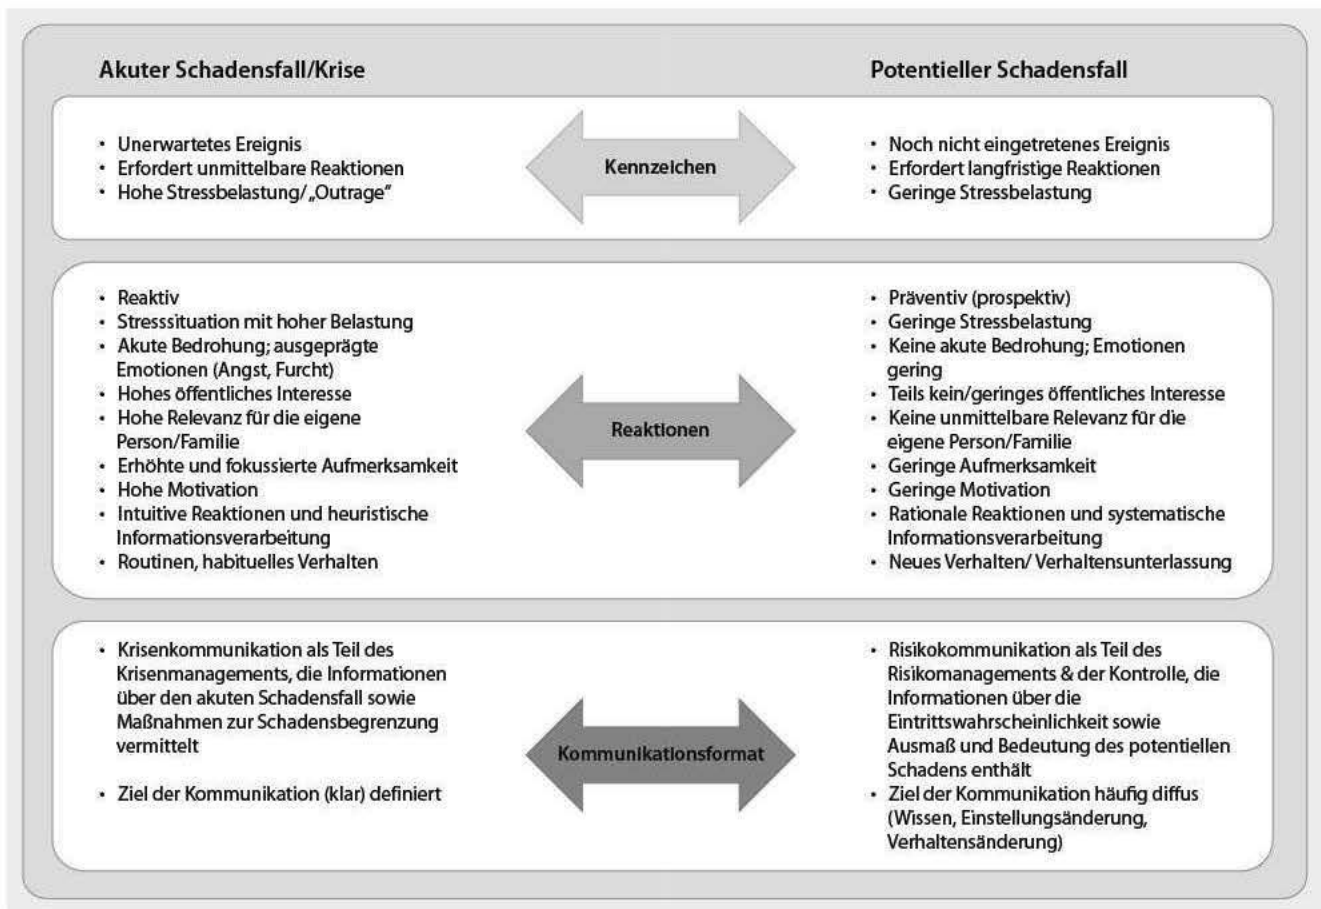 Akuter Schadensfall/Krise
Potentieller Schadensfall
• Unerwartetes Ereignis
• Erfordert unmittelbare Reaktionen
• Hohe Stressbelastung/„Outrage"
Kennzeichen
• Noch nicht eingetretenes Ereignis
• Erfordert langfristige Reaktionen
• Geringe Stressbelastung
• Reaktiv
• Stresssituation mit hoher Belastung
• Akute Bedrohung; ausgeprägte
Emotionen (Angst, Furcht)
• Hohes öffentliches Interesse
• Hohe Relevanz für die eigene
Person/Familie
• Erhöhte und fokussierte Aufmerksamkeit
• Hohe Motivation
• Intuitive Reaktionen und heuristische
Informationsverarbeitung
• Routinen, habituelles Verhalten
Reaktionen
• Präventiv (prospektiv)
• Geringe Stressbelastung
• Keine akute Bedrohung; Emotionen
gering
• Teils kein/geringes öffentliches Interesse
• Keine unmittelbare Relevanz für die
eigene Person/Familie
• Geringe Aufmerksamkeit
• Geringe Motivation
• Rationale Reaktionen und systematische
Informationsverarbeitung
• Neues Verhalten/ Verhaltensunterlassung
• Krisenkommunikation als Teil des
Krisenmanagements, die Informationen
über den akuten Schadensfall sowie
Maßnahmen zur Schadensbegrenzung
vermittelt
• Ziel der Kommunikation (klar) definiert
Kommunikationsformat
• Risikokommunikation als Teil des
Risikomanagements & der Kontrolle, die
Informationen über die
Eintrittswahrscheinlichkeit sowie
Ausmaß und Bedeutung des potentiellen
Schadens enthält
• Ziel der Kommunikation häufig diffus
(Wissen, Einstellungsänderung,
Verhaltensänderung)